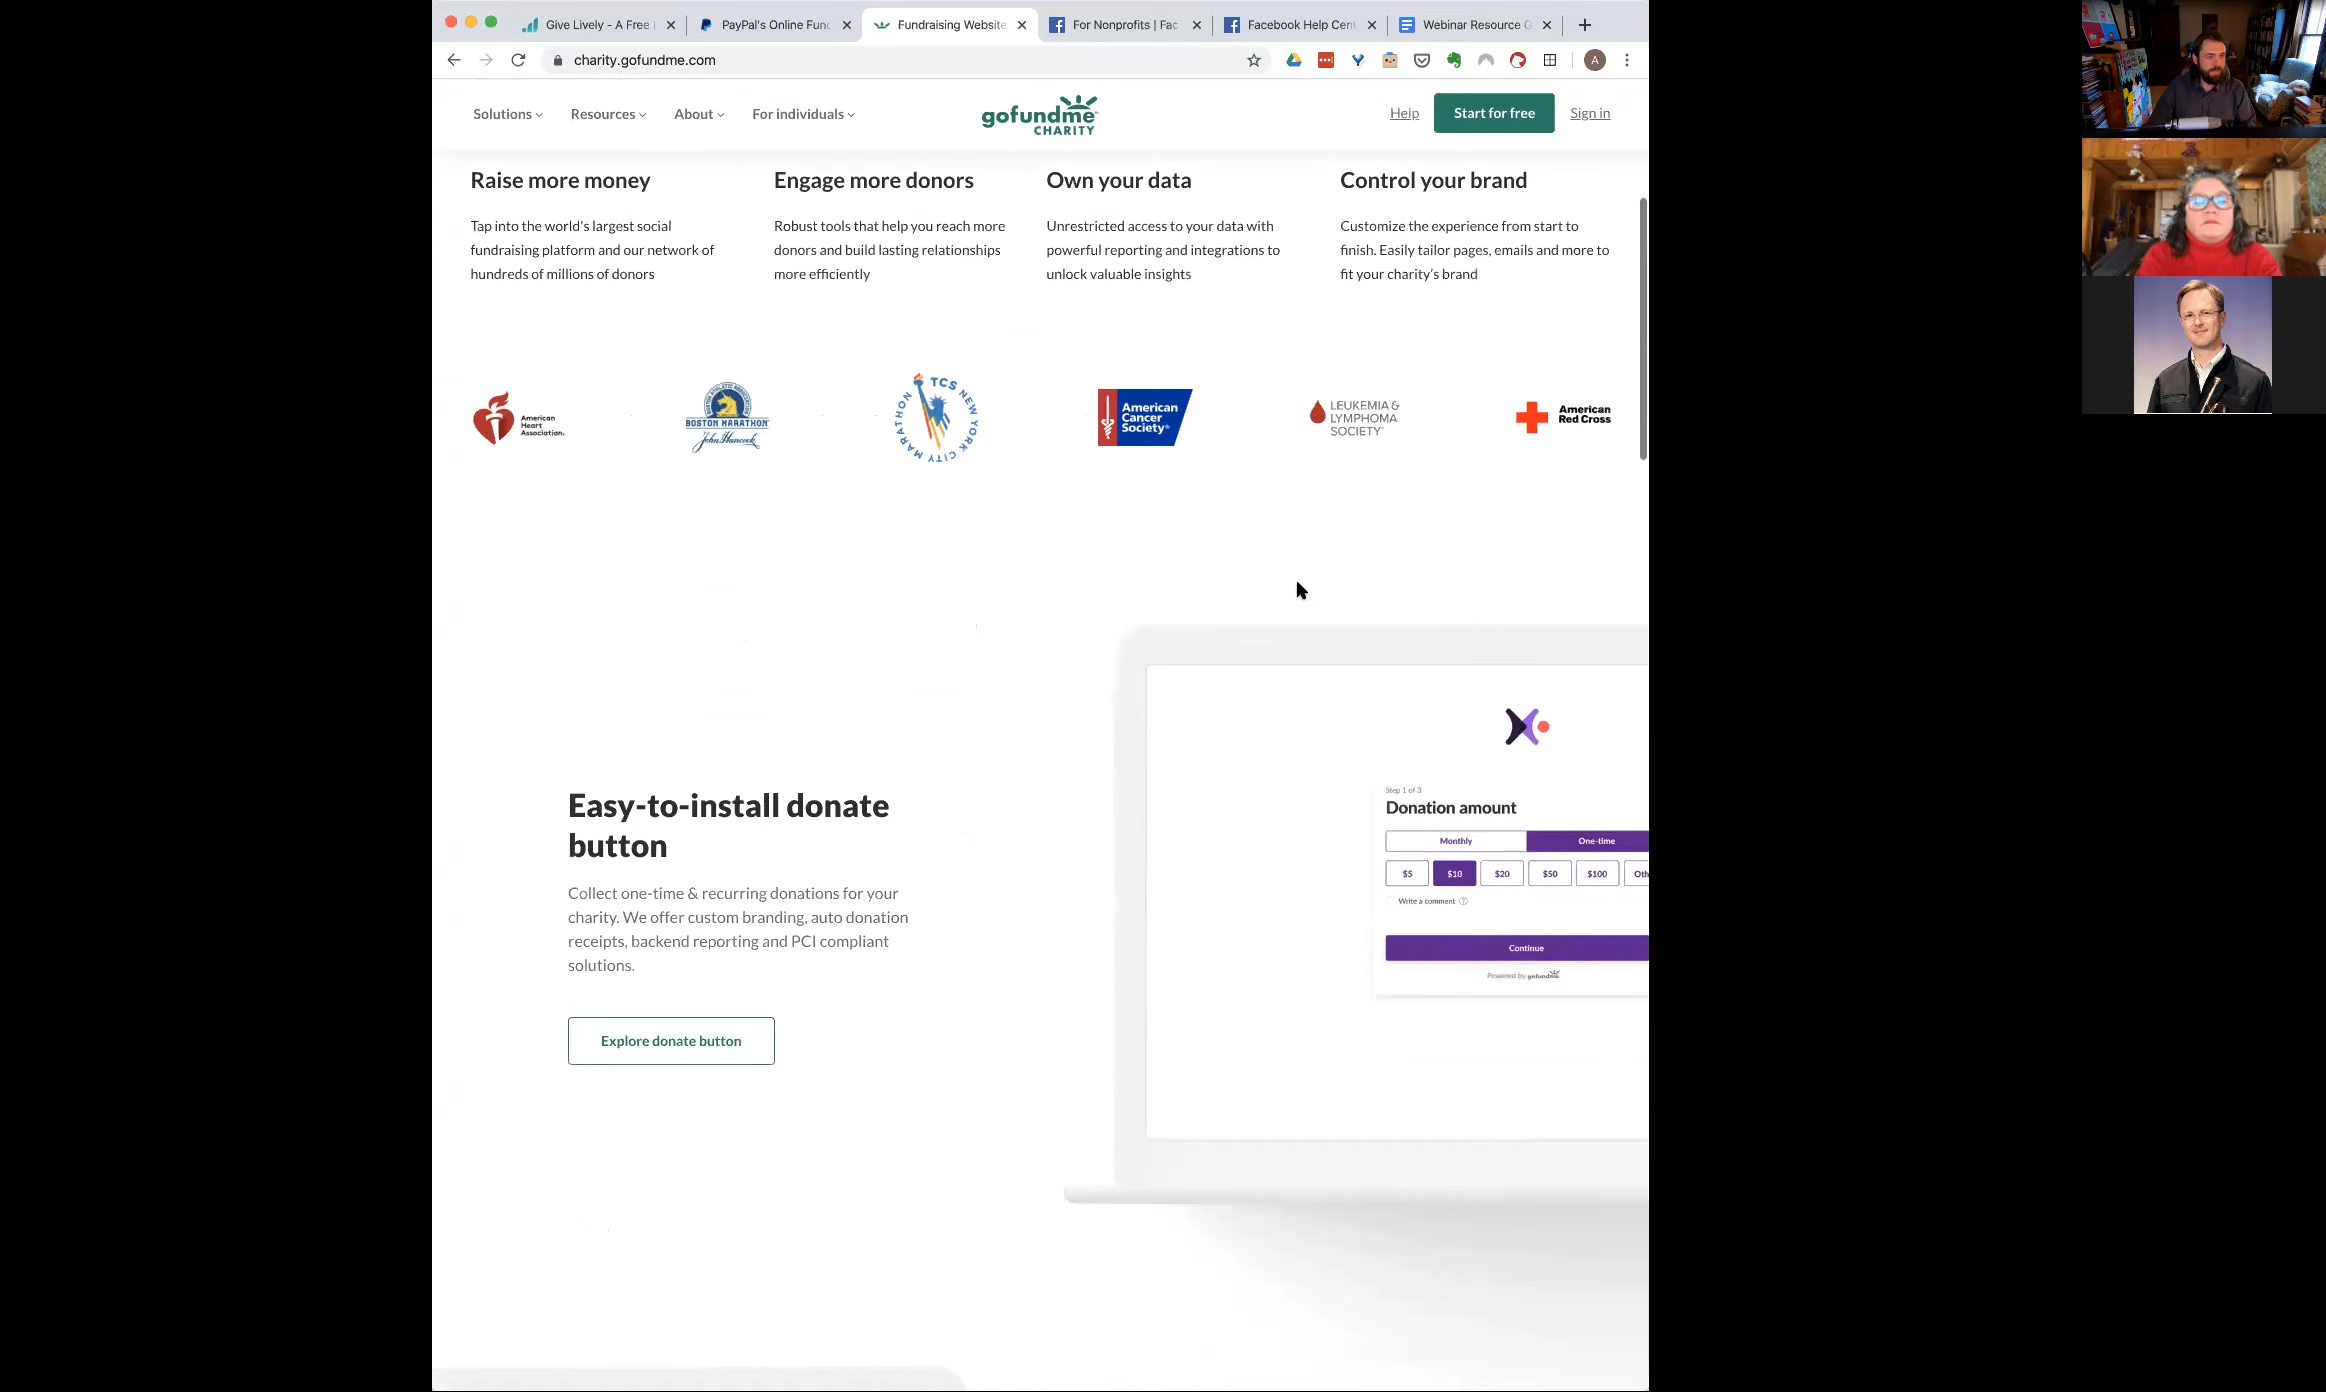 Give Lively - A Free
PayPal's Online Fund
Fundraising Website
For Nonprofits | Fac
Facebook Help Cent
Webinar Resource G
charity.gofundme.com
A
Solutions
Resources
About
For individuals
gofundme
CHARITY
Help
Start for free
Sign in
Raise more money
Tap into the world's largest social
fundraising platform and our network of
hundreds of millions of donors
Engage more donors
Robust tools that help you reach more
donors and build lasting relationships
more efficiently
Own your data
Unrestricted access to your data with
powerful reporting and integrations to
unlock valuable insights
Control your brand
Customize the experience from start to
finish. Easily tailor pages, emails and more to
fit your charity's brand
American
Heart
Association.
BOSTON ATHLETIC ASSOCIATION
BOSTON MARATHON
John Hancock
TCS NEW YORK CITY MARATHON
American
Cancer
Society
LEUKEMIA &
LYMPHOMA
SOCIETY
American
Red Cross
Easy-to-install donate
button
Collect one-time & recurring donations for your
charity. We offer custom branding, auto donation
receipts, backend reporting and PCI compliant
solutions.
Explore donate button
Step 1 of 3
Donation amount
Monthly
One-time
$5
$10
$20
$50
$100
Oth
Write a comment
Continue
Powered by gofundme